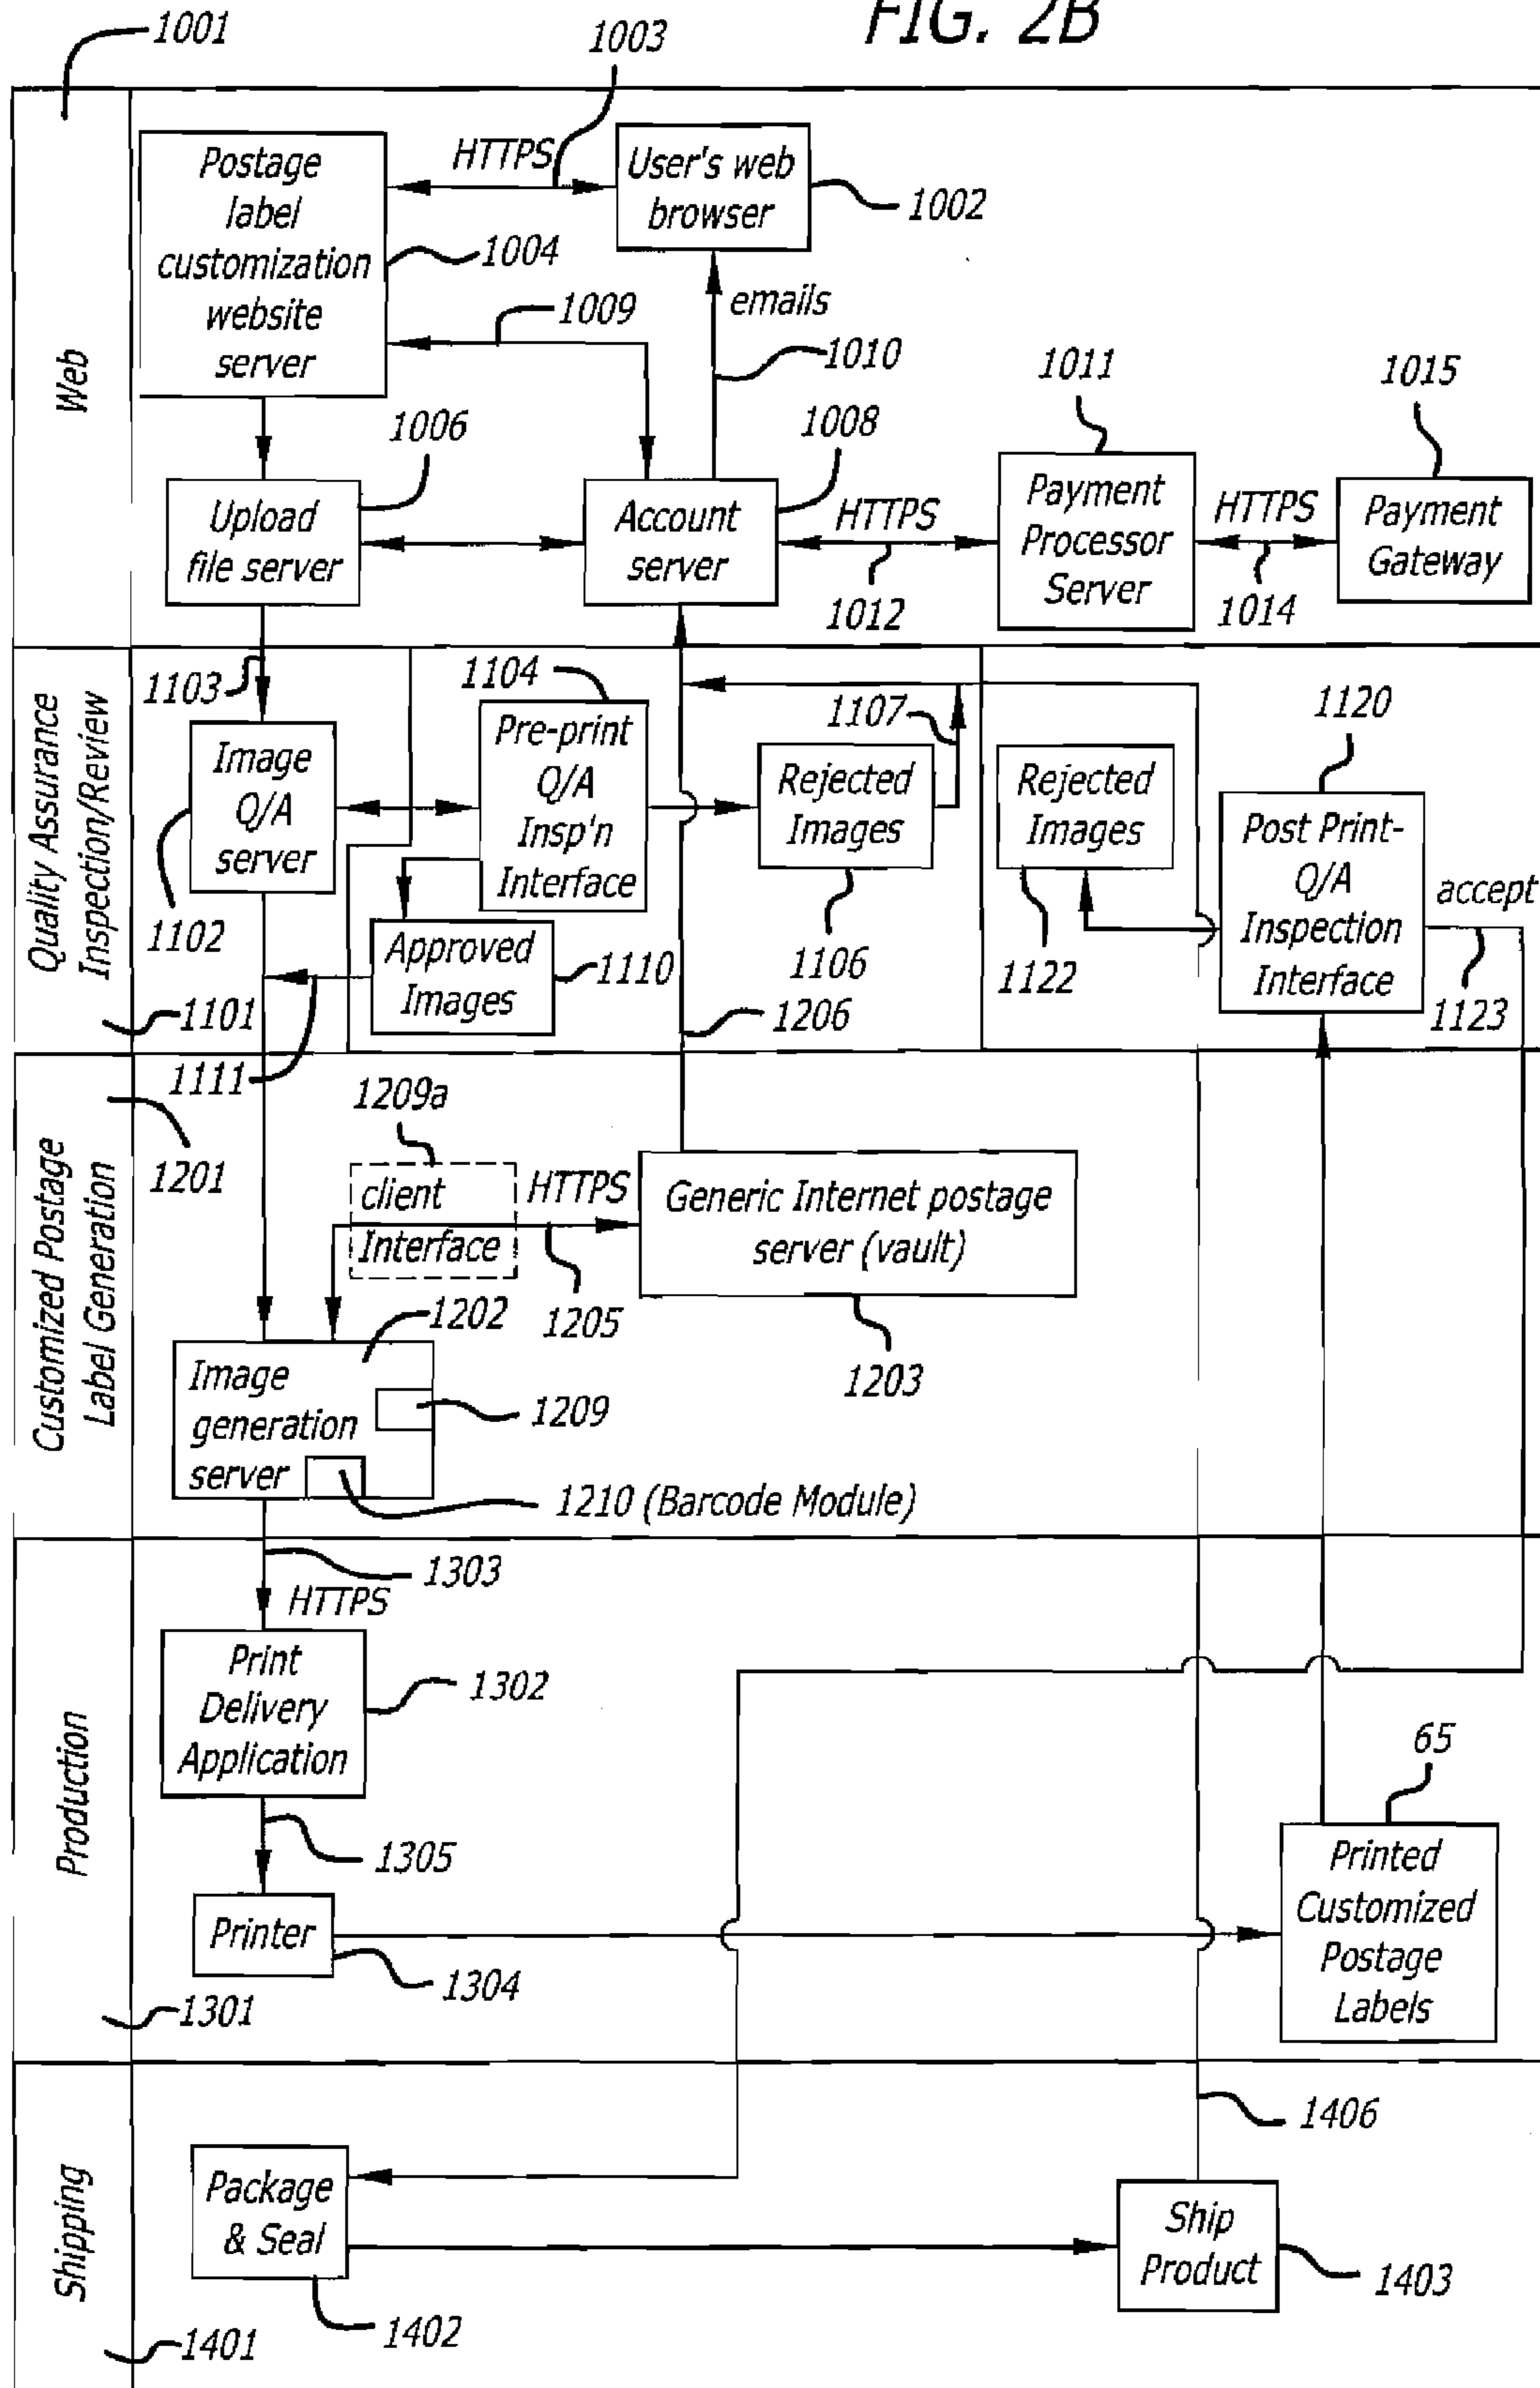 FIG. 2B
1001
1003
Web
Postage
label
customization
website
server
HTTPS
User's web
browser
1002
1004
1009
emails
1010
1006
1008
1011
1015
Upload
file server
Account
server
HTTPS
1012
Payment
Processor
Server
HTTPS
1014
Payment
Gateway
Quality Assurance
Inspection/Review
1103
1104
1107
1120
Image
Q/A
server
Pre-print
Q/A
Insp'n
Interface
Rejected
Images
Rejected
Images
Post Print-
Q/A
Inspection
Interface
accept
1102
Approved
Images
1110
1106
1122
1123
1101
1206
1111
Customized Postage
Label Generation
1201
1209a
client
Interface
HTTPS
1205
Generic Internet postage
server (vault)
1203
1202
Image
generation
server
1209
1210 (Barcode Module)
Production
1303
HTTPS
Print
Delivery
Application
1302
65
1305
Printed
Customized
Postage
Labels
Printer
1304
1301
Shipping
1406
Package
& Seal
Ship
Product
1403
1402
1401